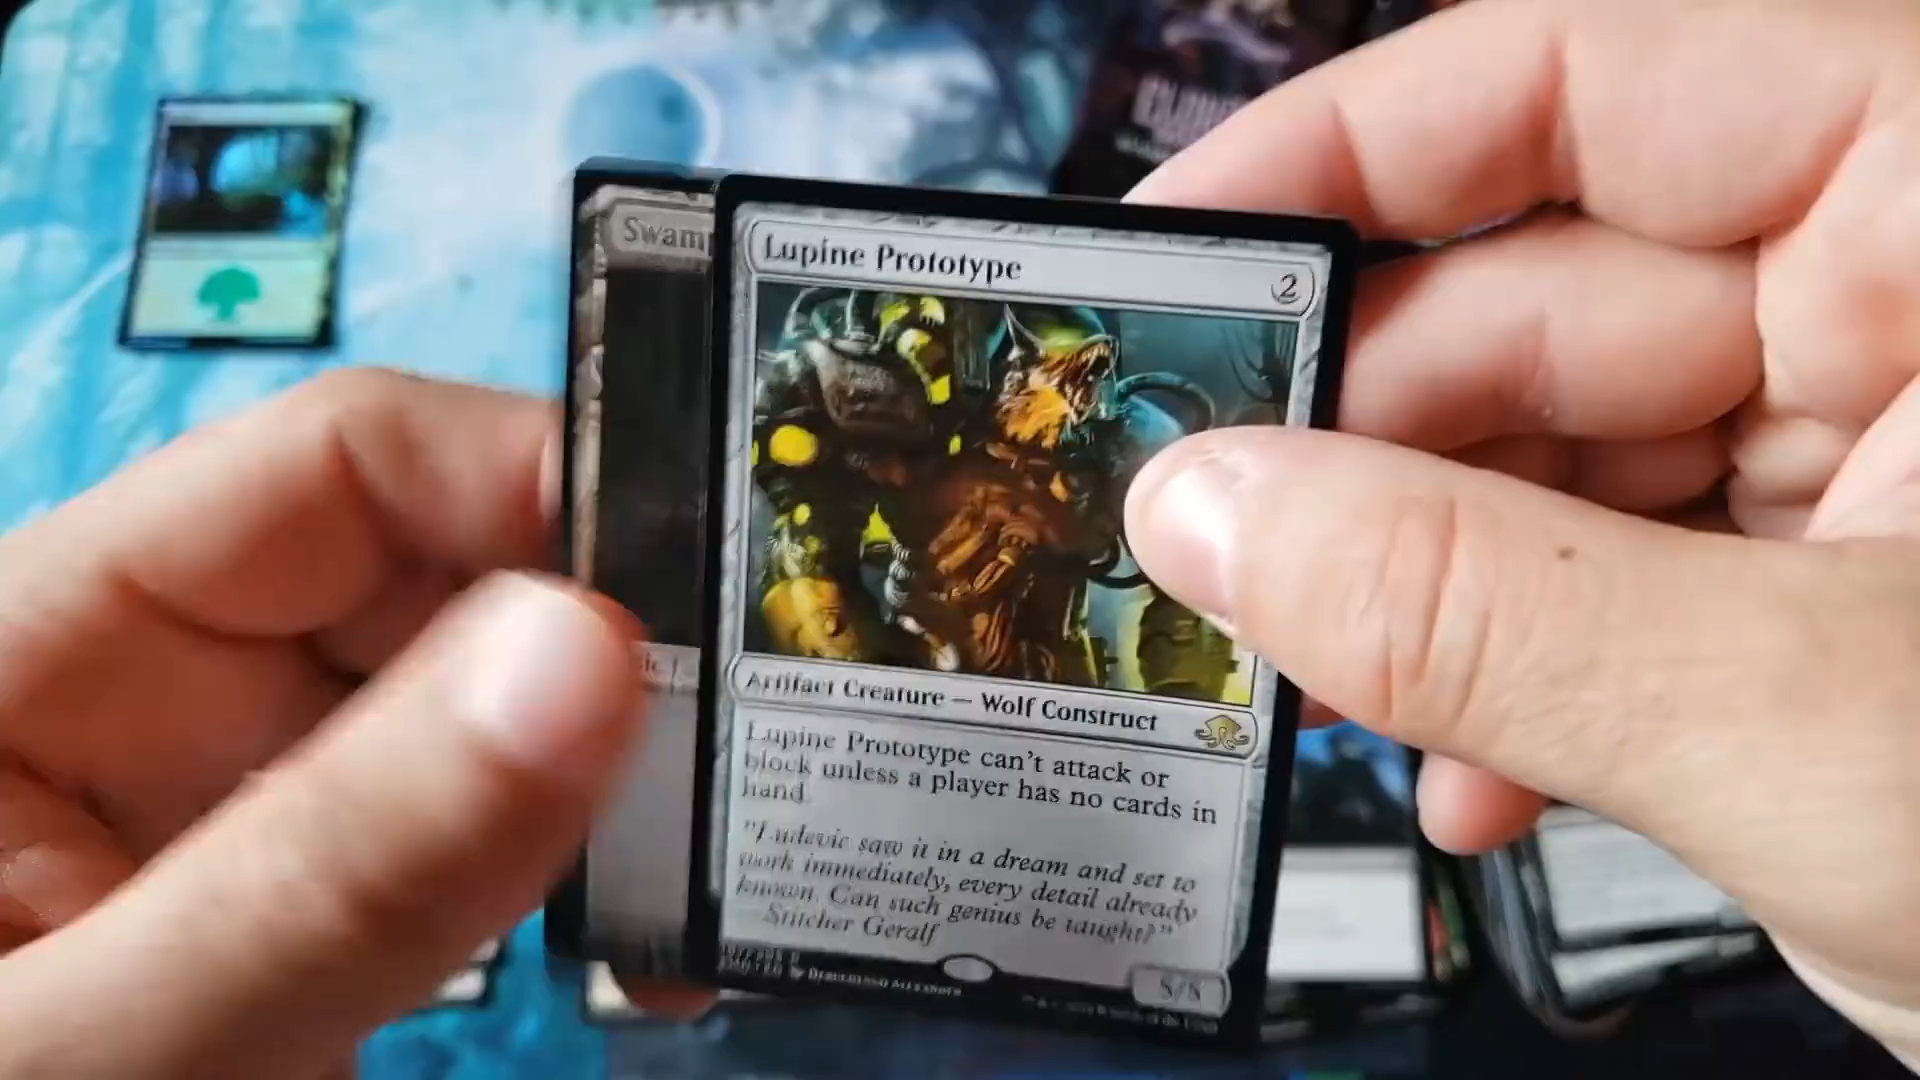 Swam
Lupine Prototype
2
Artifact Creature — Wolf Construct
Lupine Prototype can't attack or
block unless a player has no cards in
hand.
"Ludevic saw it in a dream and set to
work immediately, every detail already
known. Can such genius be taught?"
—Stitcher Geralf
5/5